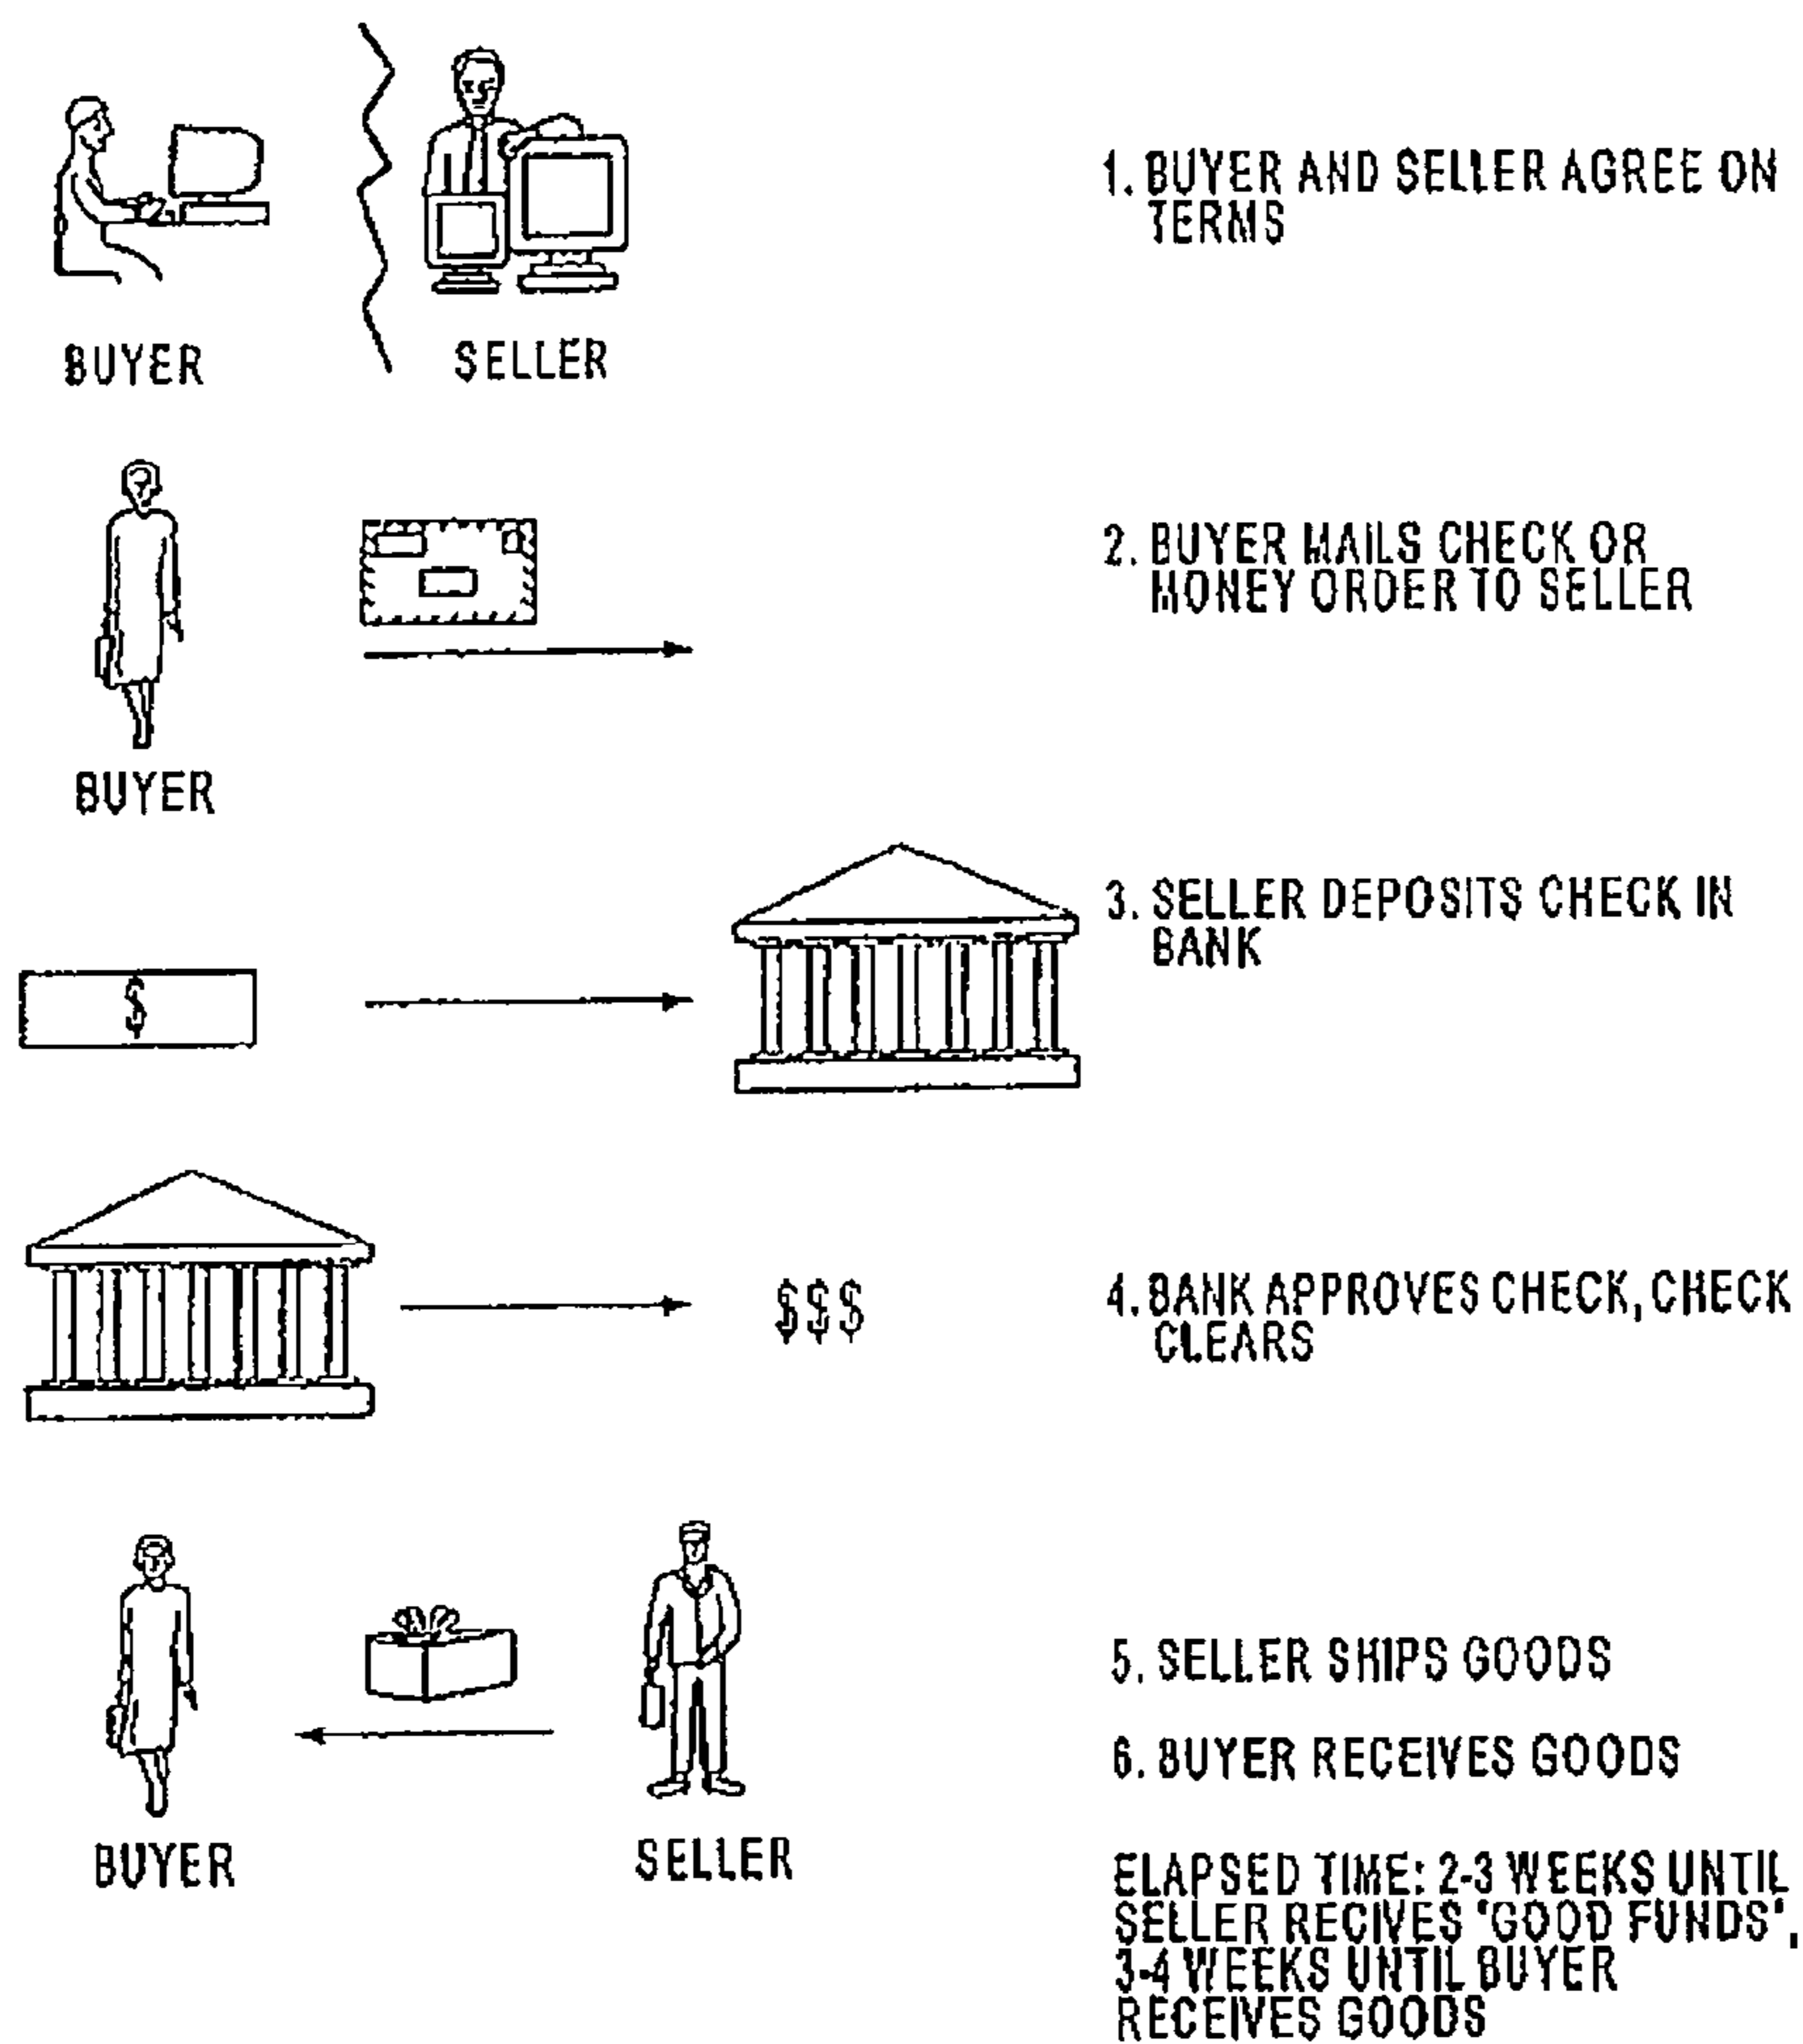 1. BUYER AND SELLER AGREE ON
TERMS
BUYER
SELLER
2. BUYER MAILS CHECK OR
MONEY ORDER TO SELLER
BUYER
3. SELLER DEPOSITS CHECK IN
BANK
$
$$$
4. BANK APPROVES CHECK, CHECK
CLEARS
5. SELLER SHIPS GOODS
6. BUYER RECEIVES GOODS
BUYER
SELLER
ELAPSED TIME: 2-3 WEEKS UNTIL
SELLER RECIVES 'GOOD FUNDS',
3-4 WEEKS UNTIL BUYER
RECEIVES GOODS